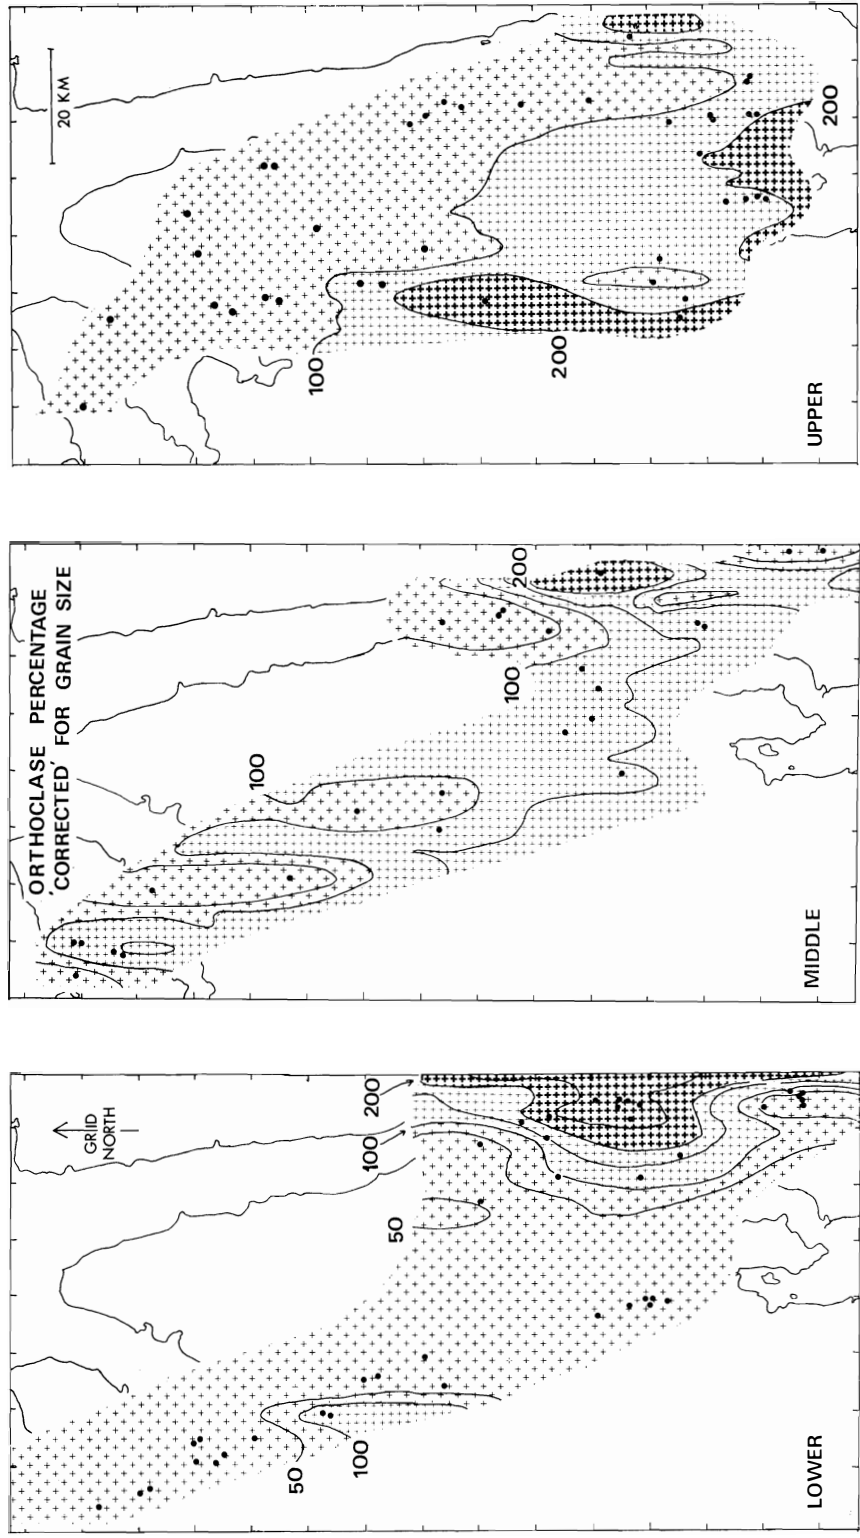 20 KM
100
200
200
UPPER
ORTHOCLASE PERCENTAGE
'CORRECTED' FOR GRAIN SIZE
200
100
100
MIDDLE
GRID
NORTH
200
100
50
50
100
LOWER